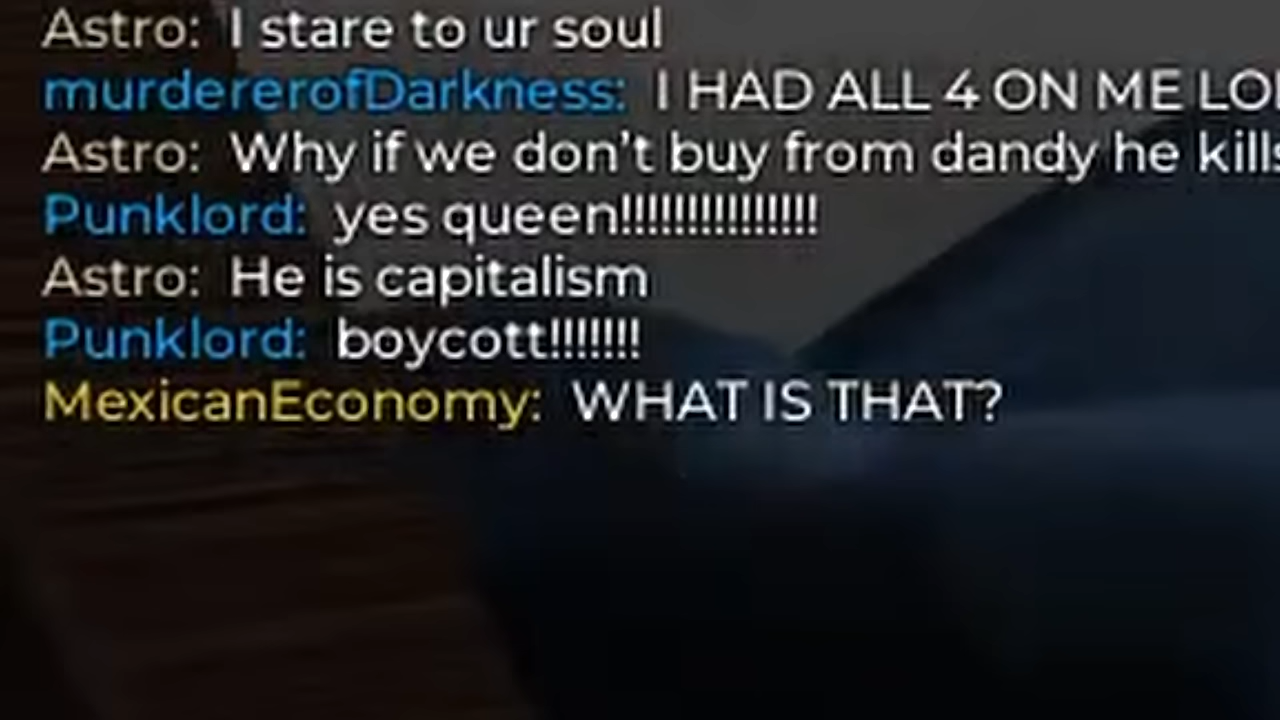 Astro: I stare to ur soul
murdererofDarkness: I HAD ALL 4 ON ME
Astro: Why if we don't buy from dandy he kills
Punklord: yes queen!!!!!!!!!!!!!!!!
Astro: He is capitalism
Punklord: boycott!!!!!!!
MexicanEconomy: WHAT IS THAT?